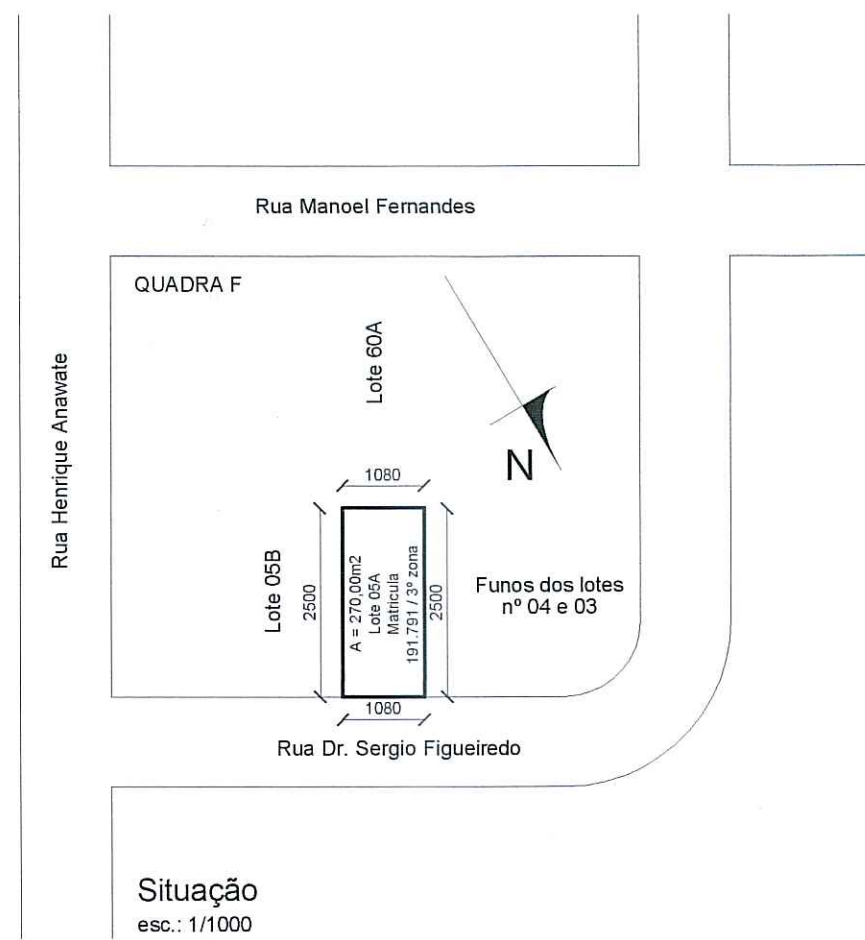 Rua Manoel Fernandes
QUADRA F
Lote 60A
Rua Henrique Anawate
N
1080
Lote 05B
2500
A = 270,00m2
Lote 05A
Matricula
191.791 / 3º zona
2500
Funos dos lotes
nº 04 e 03
1080
Rua Dr. Sergio Figueiredo
Situação
esc.: 1/1000